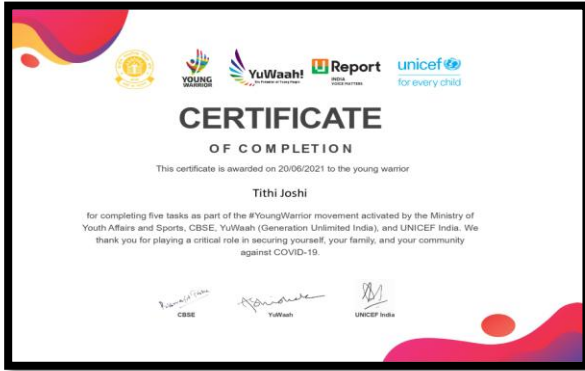 YOUNG
WARRIOR
YuWaah!
U Report
INDIA
VOICE MATTERS
unicef
for every child
CERTIFICATE
OF COMPLETION
This certificate is awarded on 20/06/2021 to the young warrior
Tithi Joshi
for completing five tasks as part of the #YoungWarrior movement activated by the Ministry of
Youth Affairs and Sports, CBSE, YuWaah (Generation Unlimited India), and UNICEF India. We
thank you for playing a critical role in securing yourself, your family, and your community
against COVID-19.
CBSE
YuWaah
UNICEF India